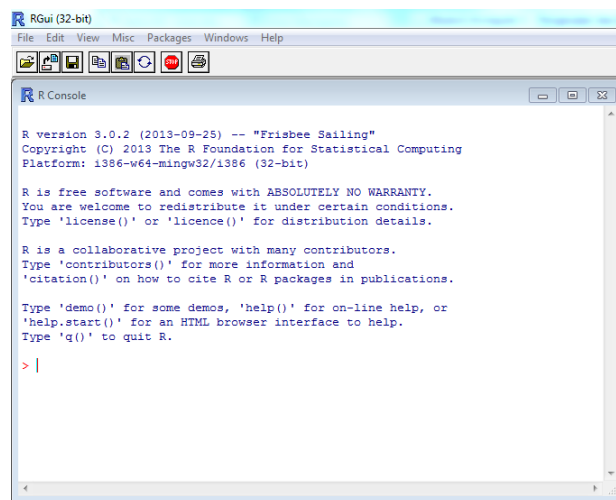 RGui (32-bit)
File Edit View Misc Packages Windows Help
STOP
R Console
R version 3.0.2 (2013-09-25) -- "Frisbee Sailing"
Copyright (C) 2013 The R Foundation for Statistical Computing
Platform: i386-w64-mingw32/i386 (32-bit)
R is free software and comes with ABSOLUTELY NO WARRANTY.
You are welcome to redistribute it under certain conditions.
Type 'license()' or 'licence()' for distribution details.
R is a collaborative project with many contributors.
Type 'contributors()' for more information and
'citation()' on how to cite R or R packages in publications.
Type 'demo()' for some demos, 'help()' for on-line help, or
'help.start()' for an HTML browser interface to help.
Type 'q()' to quit R.
>